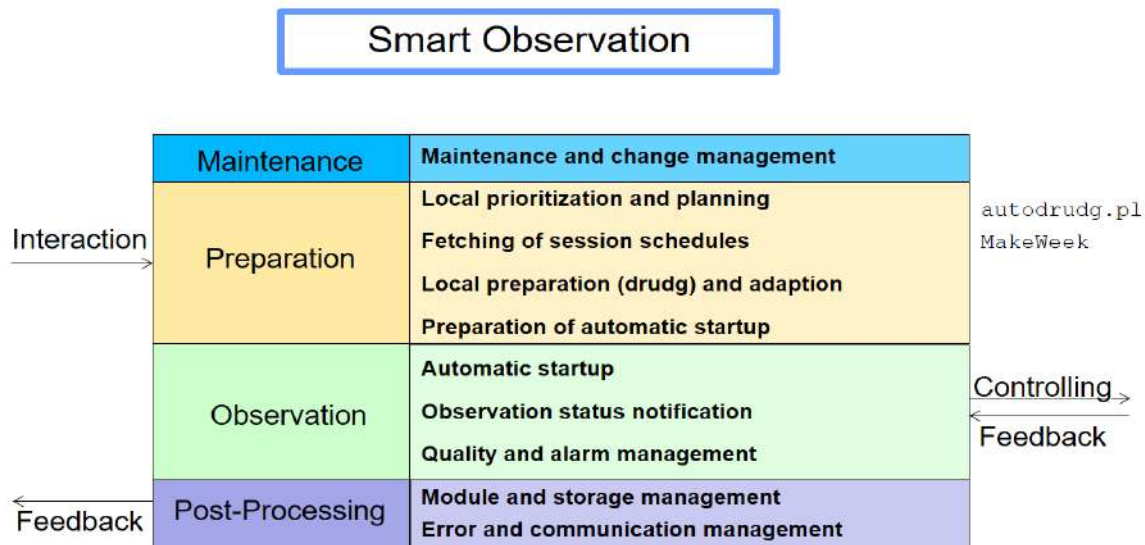 Smart Observation
Maintenance
Maintenance and change management
Interaction
Preparation
Local prioritization and planning
Fetching of session schedules
Local preparation (drudg) and adaption
Preparation of automatic startup
autodrudg.pl
MakeWeek
Observation
Automatic startup
Observation status notification
Quality and alarm management
Controlling
Feedback
Feedback
Post-Processing
Module and storage management
Error and communication management